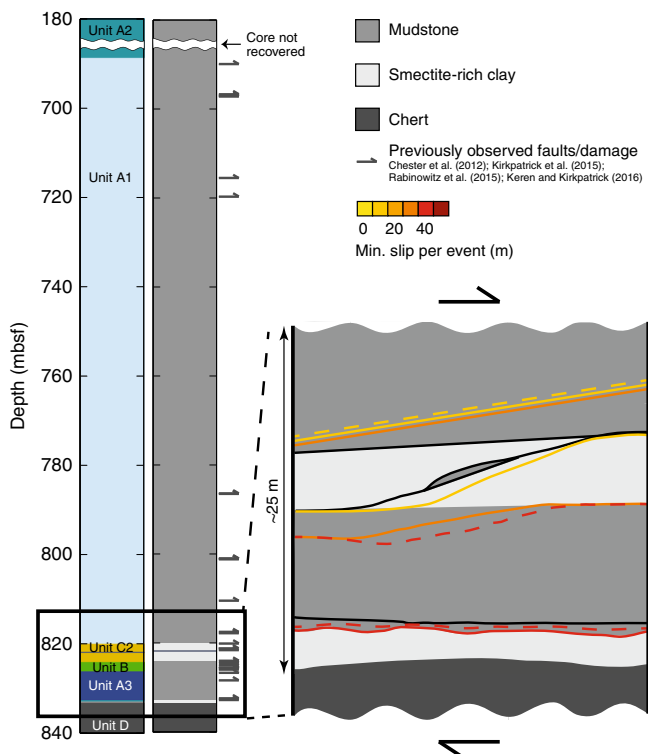 180
Unit A2
Core not
recovered
700
Unit A1
720
740
760
780
800
820
Unit C2
Unit B
Unit A3
Unit D
840
Depth (mbsf)
Mudstone
Smectite-rich clay
Chert
Previously observed faults/damage
Chester et al. (2012); Kirkpatrick et al. (2015);
Rabinowitz et al. (2015); Keren and Kirkpatrick (2016)
0 20 40
Min. slip per event (m)
~25 m